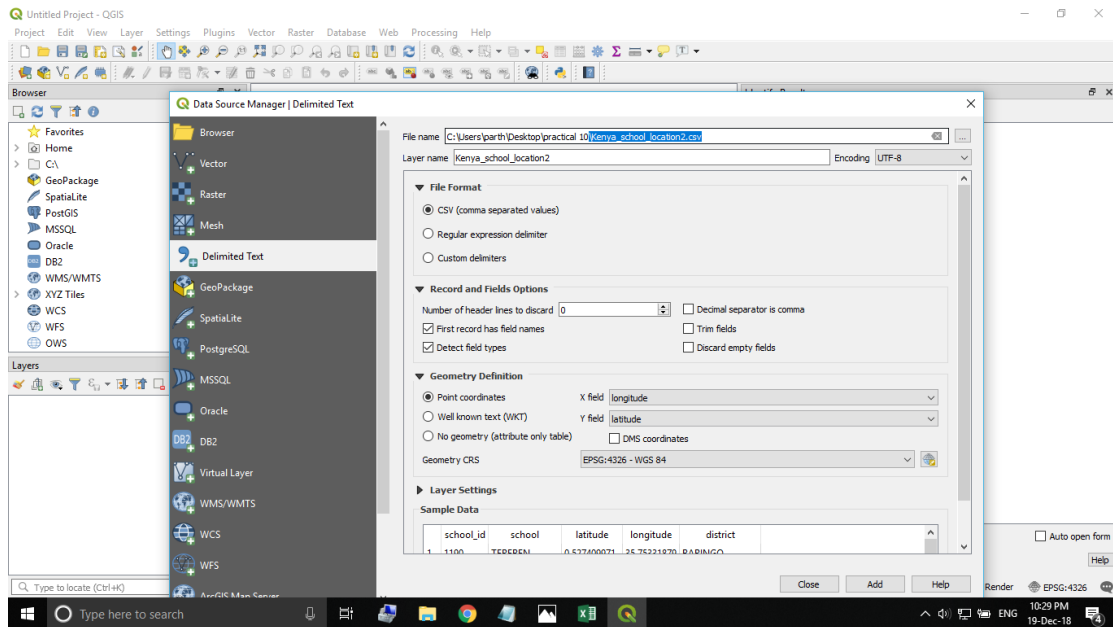 Untitled Project - QGIS
Project Edit View Layer Settings Plugins Vector Raster Database Web Processing Help
Browser
Favorites
Home
C:\
GeoPackage
SpatiaLite
PostGIS
MSSQL
Oracle
DB2
WMS/WMTS
XYZ Tiles
WCS
WFS
OWS
Layers
Type to locate (Ctrl+K)
Data Source Manager | Delimited Text
Browser
Vector
Raster
Mesh
Delimited Text
GeoPackage
SpatiaLite
PostgreSQL
MSSQL
Oracle
DB2 DB2
Virtual Layer
WMS/WMTS
WCS
WFS
ArcGIS Map Server
File name C:\Users\parth\Desktop\practical 10\Kenya_school_location2.csv ...
Layer name Kenya_school_location2 Encoding UTF-8
File Format
CSV (comma separated values)
Regular expression delimiter
Custom delimiters
Record and Fields Options
Number of header lines to discard 0 Decimal separator is comma
First record has field names Trim fields
Detect field types Discard empty fields
Geometry Definition
Point coordinates X field longitude
Well known text (WKT) Y field latitude
No geometry (attribute only table) DMS coordinates
Geometry CRS EPSG:4326 - WGS 84
Layer Settings
Sample Data
school_id school latitude longitude district
Close Add Help
Auto open form
Help
Render EPSG:4326
Type here to search
ENG
10:29 PM
19-Dec-18
4